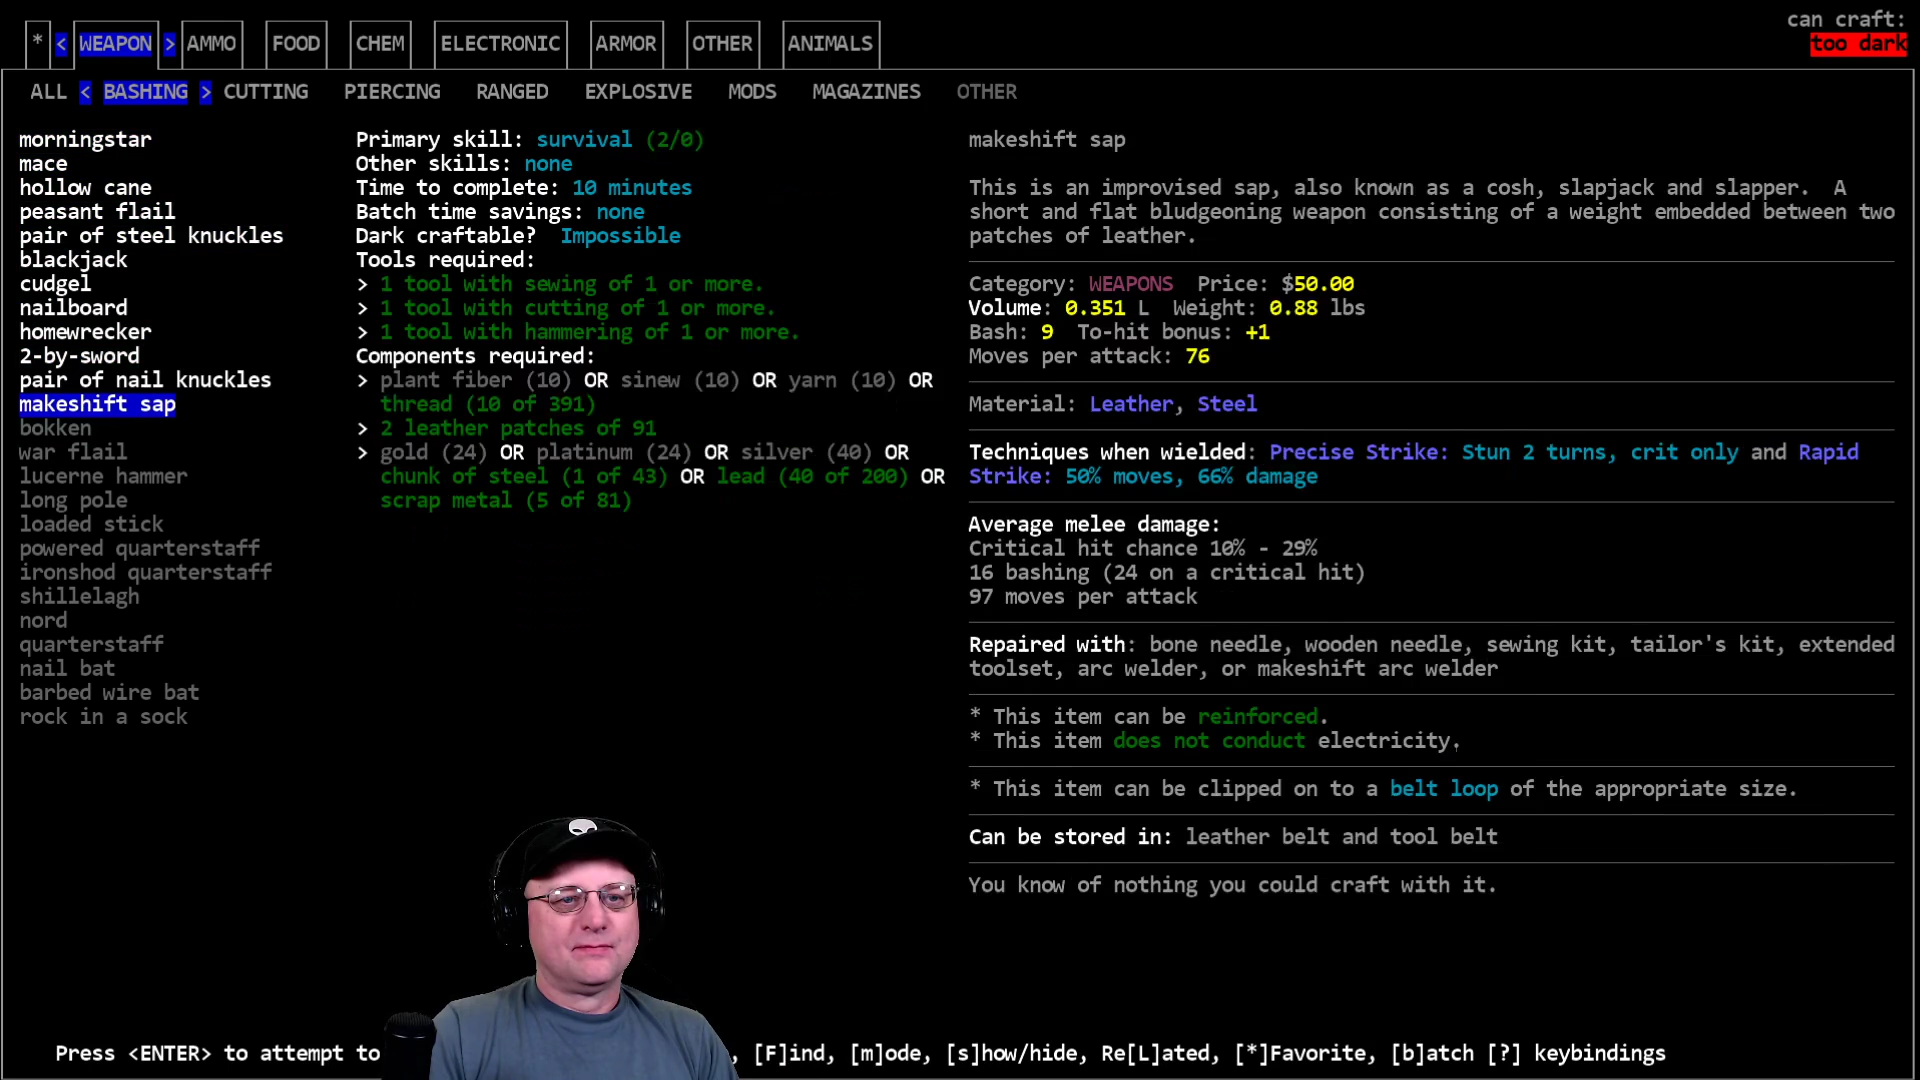 can craft:
* < WEAPON > AMMO FOOD CHEM ELECTRONIC ARMOR OTHER ANIMALS too dark
ALL < BASHING > CUTTING PIERCING RANGED EXPLOSIVE MODS MAGAZINES OTHER
morningstar
mace
hollow cane
peasant flail
pair of steel knuckles
blackjack
cudgel
nailboard
homewrecker
2-by-sword
pair of nail knuckles
makeshift sap
bokken
war flail
lucerne hammer
long pole
loaded stick
powered quarterstaff
ironshod quarterstaff
shillelagh
nord
quarterstaff
nail bat
barbed wire bat
rock in a sock
Primary skill: survival (2/0)
Other skills: none
Time to complete: 10 minutes
Batch time savings: none
Dark craftable? Impossible
Tools required:
> 1 tool with sewing of 1 or more.
> 1 tool with cutting of 1 or more.
> 1 tool with hammering of 1 or more.
Components required:
> plant fiber (10) OR sinew (10) OR yarn (10) OR
thread (10 of 391)
> 2 leather patches of 91
> gold (24) OR platinum (24) OR silver (40) OR
chunk of steel (1 of 43) OR lead (40 of 200) OR
scrap metal (5 of 81)
makeshift sap
This is an improvised sap, also known as a cosh, slapjack and slapper. A
short and flat bludgeoning weapon consisting of a weight embedded between two
patches of leather.
Category: WEAPONS Price: $50.00
Volume: 0.351 L Weight: 0.88 lbs
Bash: 9 To-hit bonus: +1
Moves per attack: 76
Material: Leather, Steel
Techniques when wielded: Precise Strike: Stun 2 turns, crit only and Rapid
Strike: 50% moves, 66% damage
Average melee damage:
Critical hit chance 10% - 29%
16 bashing (24 on a critical hit)
97 moves per attack
Repaired with: bone needle, wooden needle, sewing kit, tailor's kit, extended
toolset, arc welder, or makeshift arc welder
* This item can be reinforced.
* This item does not conduct electricity.
* This item can be clipped on to a belt loop of the appropriate size.
Can be stored in: leather belt and tool belt
You know of nothing you could craft with it.
Press <ENTER> to attempt to , [F]ind, [m]ode, [s]how/hide, Re[L]ated, [*]Favorite, [b]atch [?] keybindings